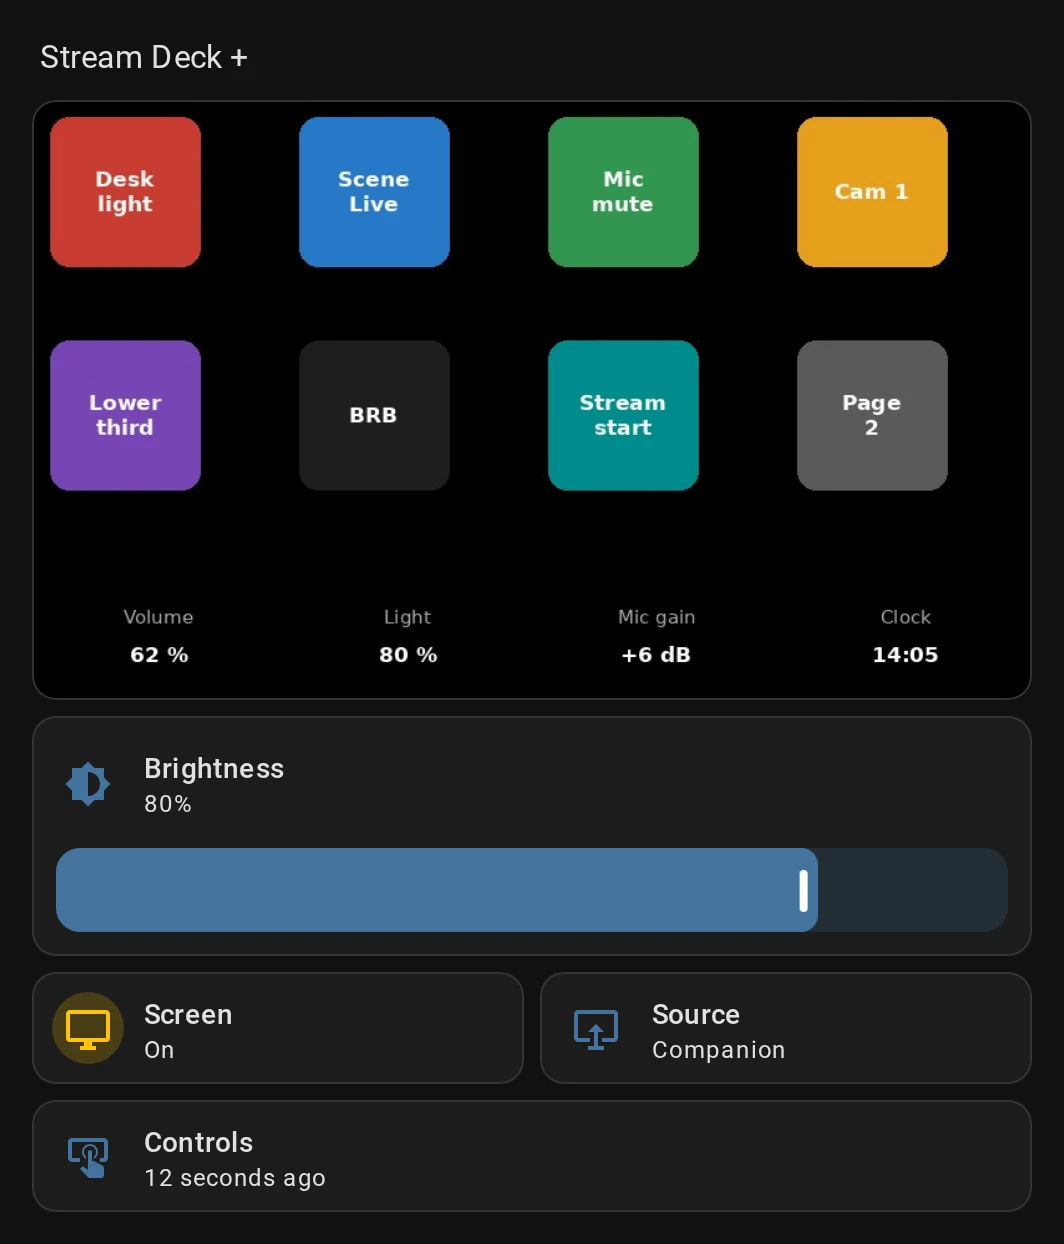 Stream Deck +
Desk
light
Scene
Live
Mic
mute
Cam 1
Lower
third
BRB
Stream
start
Page
2
Volume
62 %
Light
80 %
Mic gain
+6 dB
Clock
14:05
Brightness
80%
Screen
On
Source
Companion
Controls
12 seconds ago